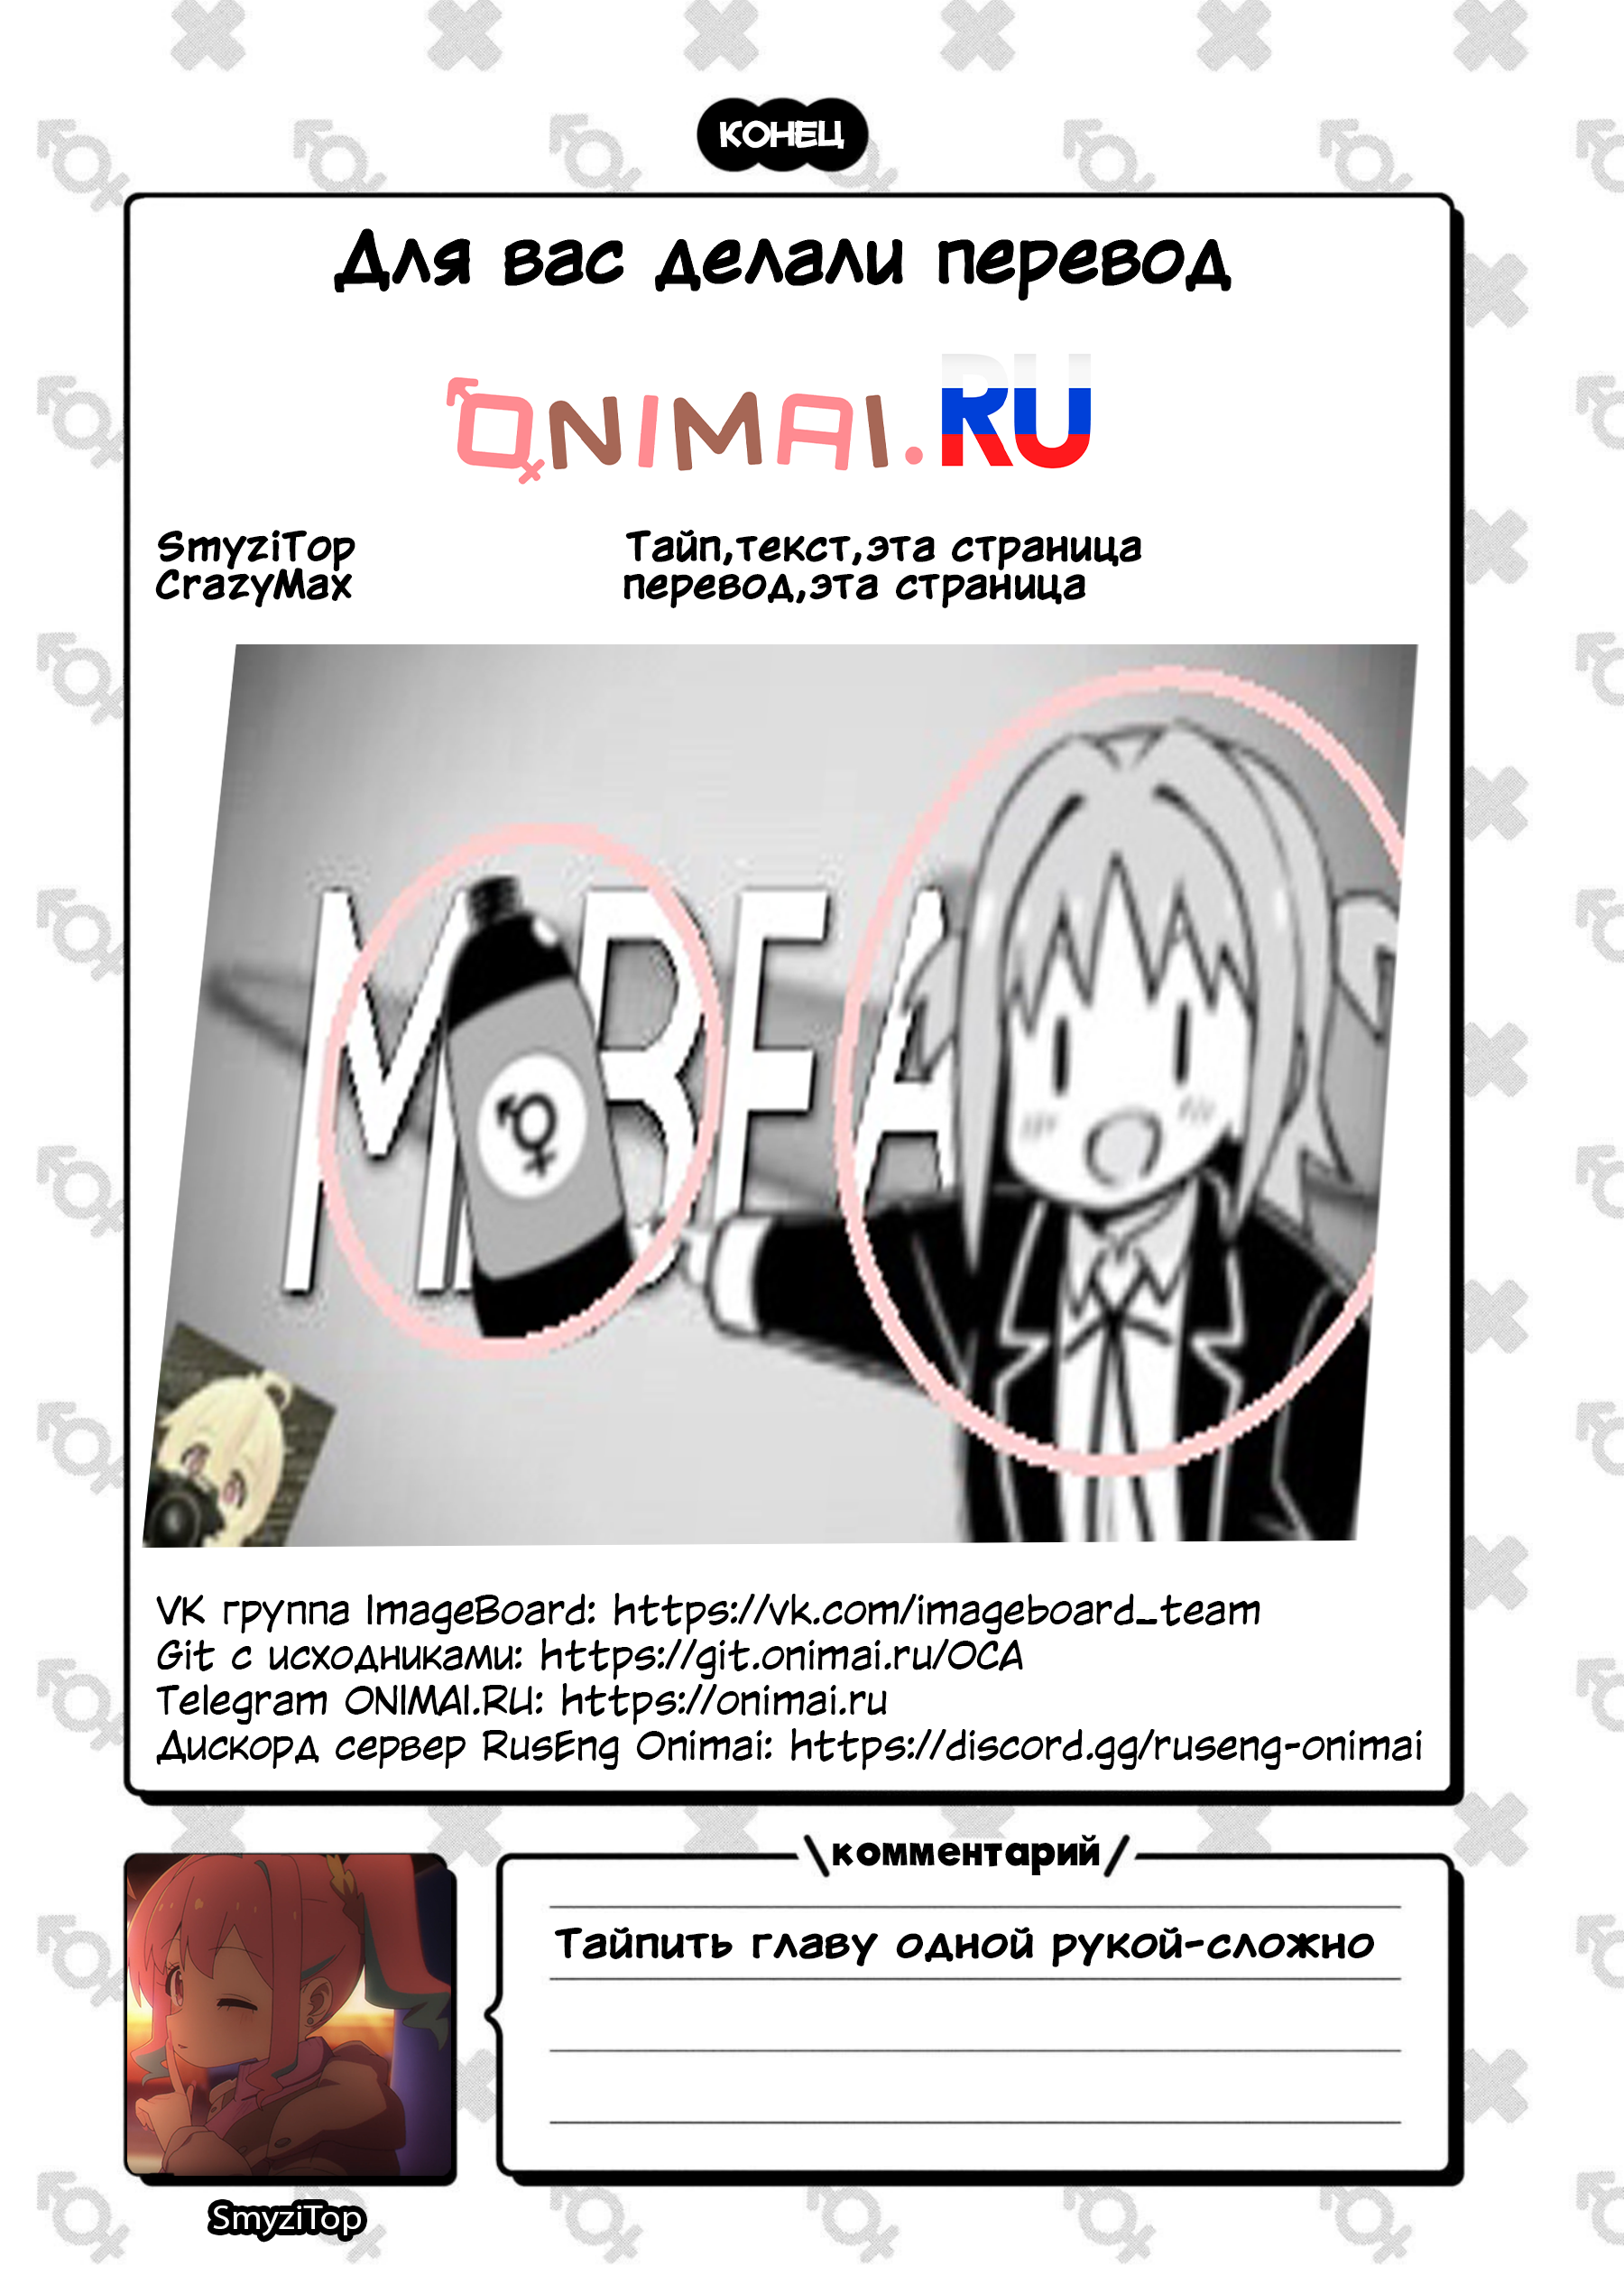 КОНЕЦ
Для вас делали перевод
ONIMAI.RU
SmyziTop Тайп,текст,эта страница
CrazyMax перевод,эта страница
VK группа ImageBoard: https://vk.com/imageboard_team
Git с исходниками: https://git.onimai.ru/OCA
Telegram ONIMAI.RU: https://onimai.ru
Дискорд сервер RusEng Onimai: https://discord.gg/ruseng-onimai
\комментарий/
Тайпить главу одной рукой-сложно
SmyziTop